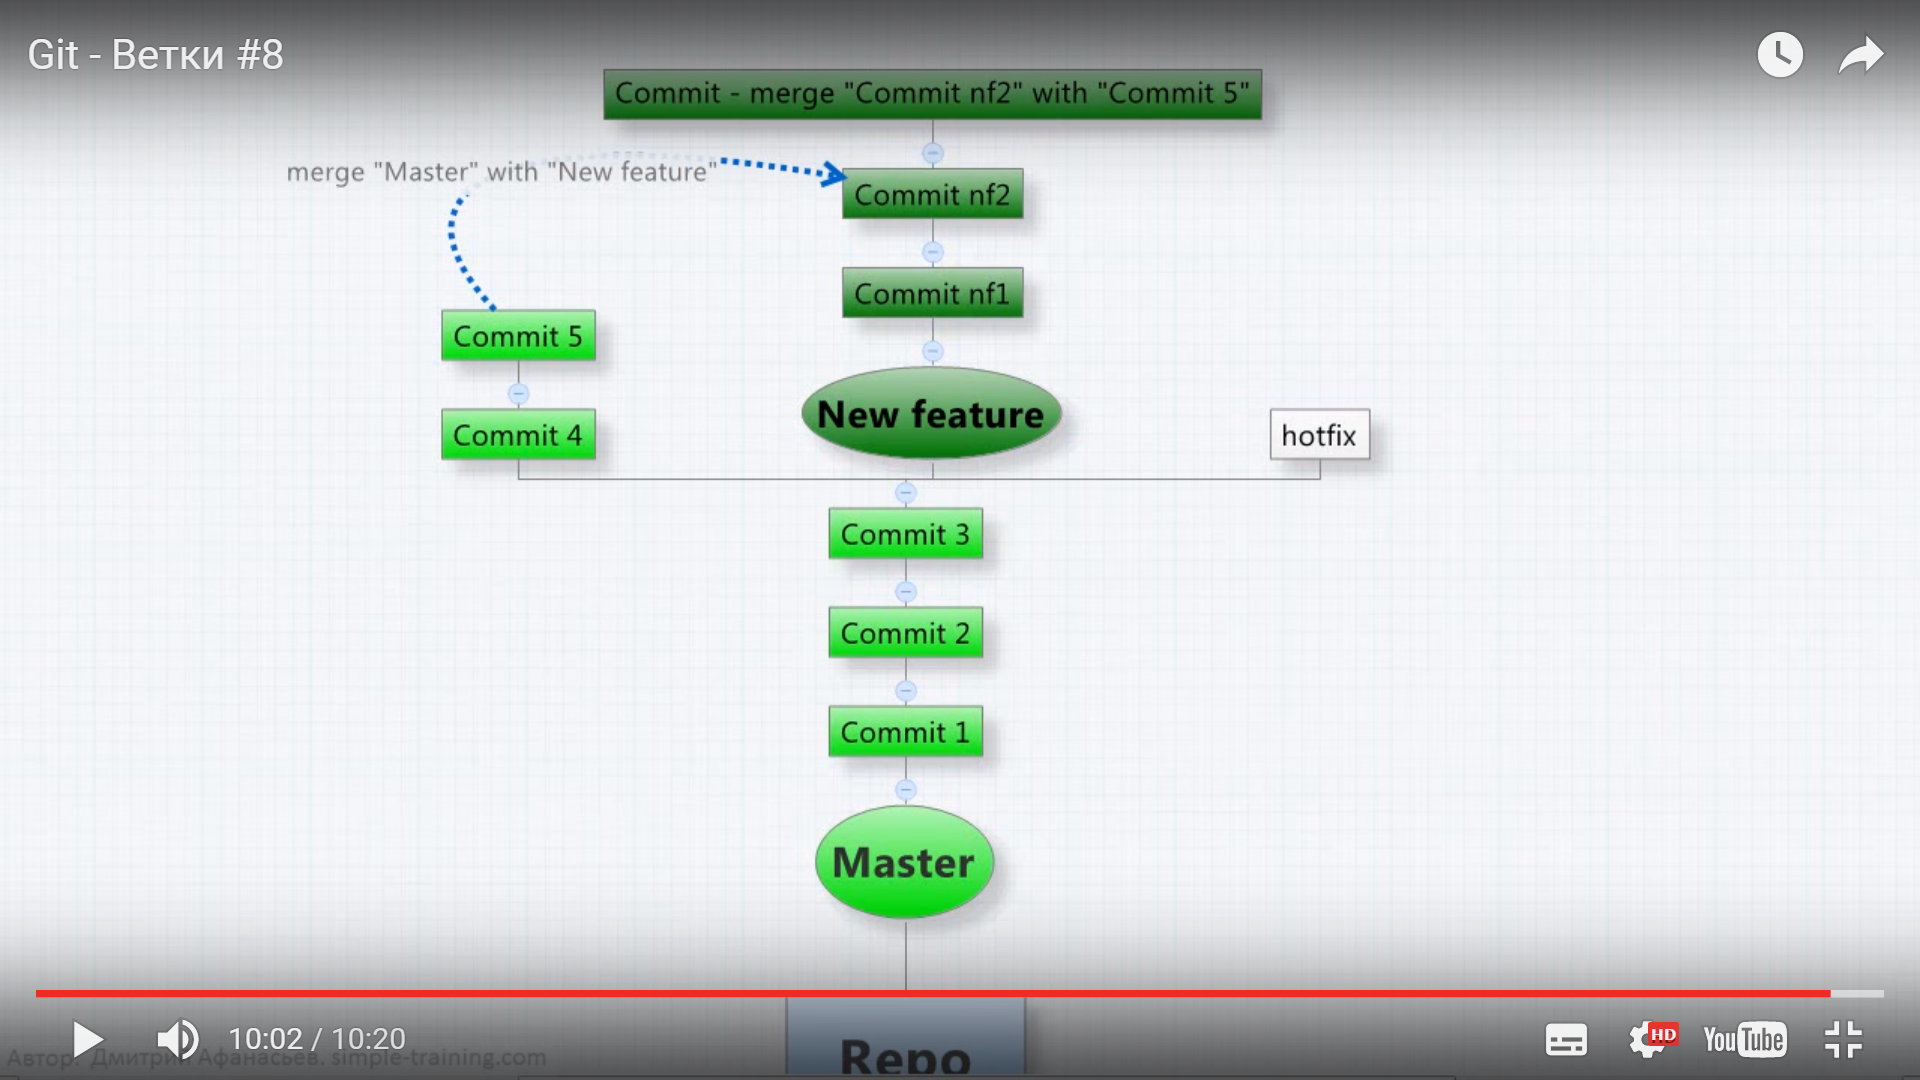 Git - Ветки #8
Commit - merge "Commit nf2" with "Commit 5"
merge "Master" with "New feature"
Commit nf2
Commit nf1
Commit 5
New feature
Commit 4
hotfix
Commit 3
Commit 2
Commit 1
Master
Repo
10:02 / 10:20
HD
YouTube
Автор: Дмитрий Афанасьев. simple-training.com